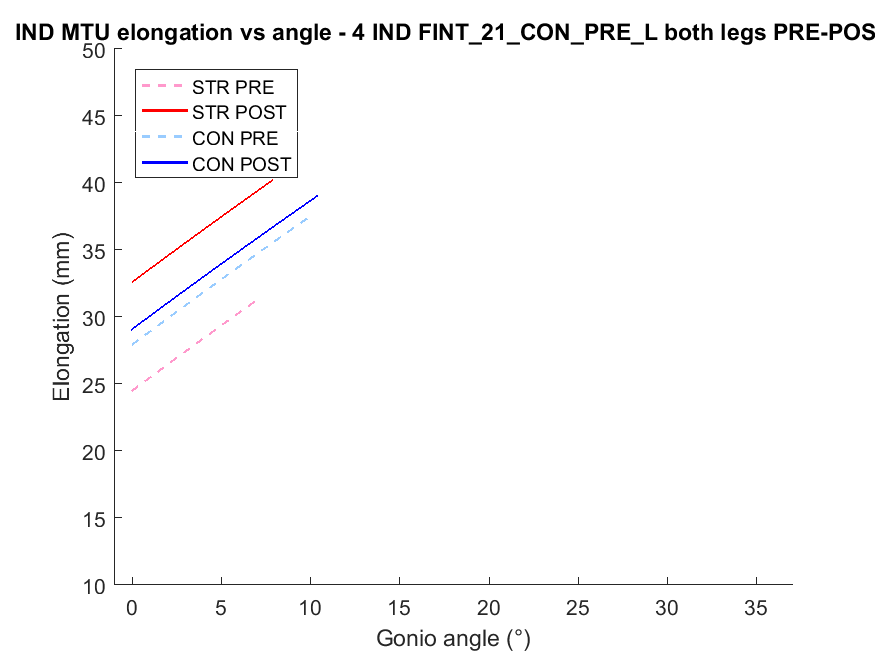 IND MTU elongation vs angle - 4 IND FINT_21_CON_PRE_L both legs PRE-POS
50
45
40
35
30
25
20
15
10
STR PRE
STR POST
CON PRE
CON POST
Elongation (mm)
0 5 10 15 20 25 30 35
Gonio angle (°)